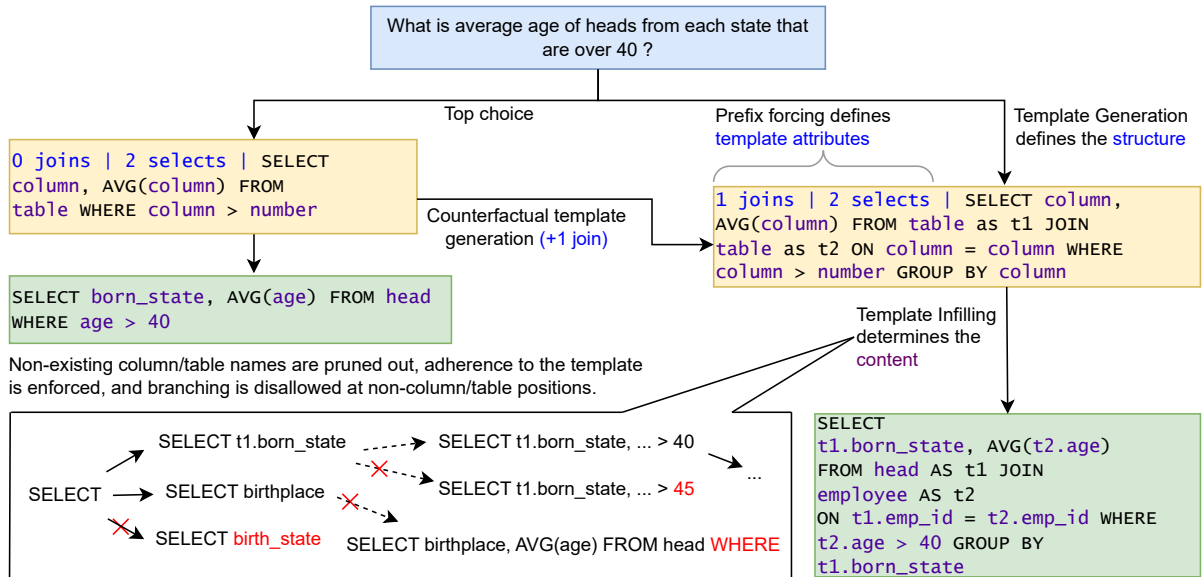 What is average age of heads from each state that
are over 40 ?
Top choice
Prefix forcing defines
template attributes
Template Generation
defines the structure
0 joins | 2 selects | SELECT
column, AVG(column) FROM
table WHERE column > number
Counterfactual template
generation (+1 join)
1 joins | 2 selects | SELECT column,
AVG(column) FROM table as t1 JOIN
table as t2 ON column = column WHERE
column > number GROUP BY column
SELECT born_state, AVG(age) FROM head
WHERE age > 40
Template Infilling
determines the
content
Non-existing column/table names are pruned out, adherence to the template
is enforced, and branching is disallowed at non-column/table positions.
SELECT
SELECT t1.born_state
SELECT birthplace
SELECT birth_state
SELECT t1.born_state, ... > 40
SELECT t1.born_state, ... > 45
SELECT birthplace, AVG(age) FROM head WHERE
...
SELECT
t1.born_state, AVG(t2.age)
FROM head AS t1 JOIN
employee AS t2
ON t1.emp_id = t2.emp_id WHERE
t2.age > 40 GROUP BY
t1.born_state